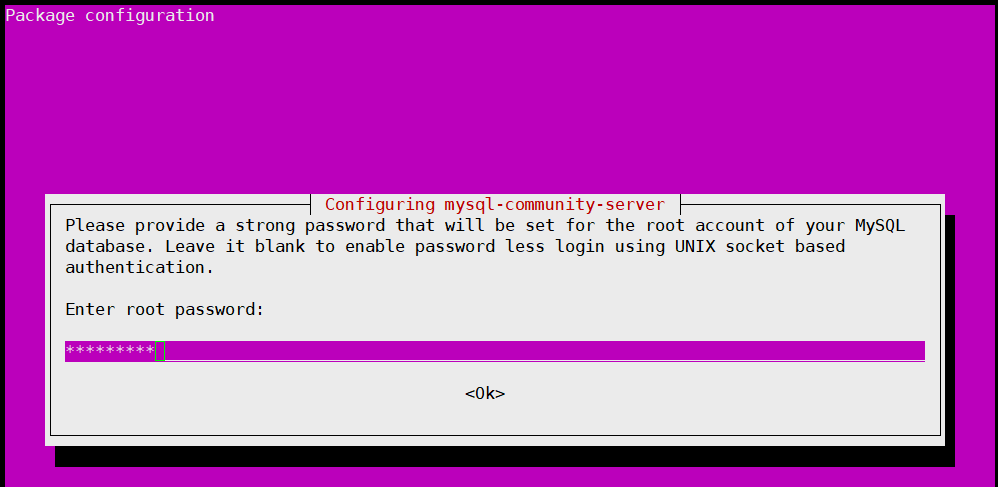 Package configuration
Configuring mysql-community-server
Please provide a strong password that will be set for the root account of your MySQL
database. Leave it blank to enable password less login using UNIX socket based
authentication.
Enter root password:
*********
<Ok>